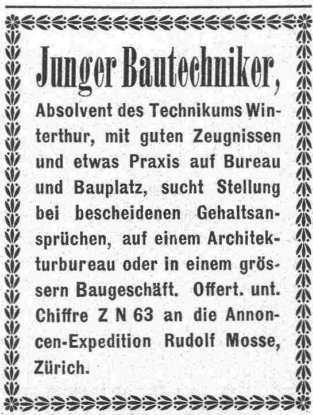 Junger Bautechniker,
Absolvent des Technikums Win-
terthur, mit guten Zeugnissen
und etwas Praxis auf Bureau
und Bauplatz, sucht Stellung
bei bescheidenen Gehaltsan-
sprüchen, auf einem Architek-
turbureau oder in einem grös-
sern Baugeschäft. Offert. unt.
Chiffre Z N 63 an die Annon-
cen-Expedition Rudolf Mosse,
Zürich.